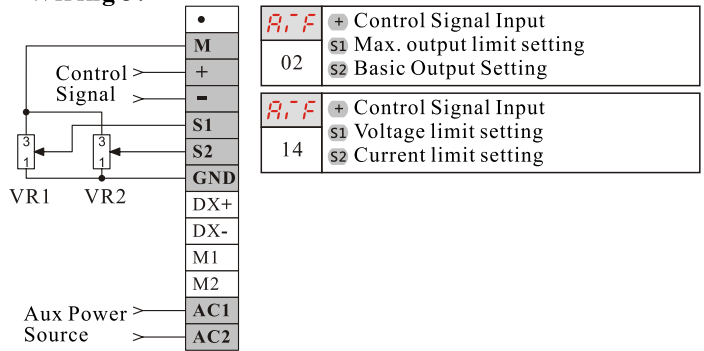 M
Control > +
Signal > -
S1
3 3 S2
1 1 GND
VR1 VR2 DX+
DX-
M1
M2
Aux Power > AC1
Source > AC2
+ Control Signal Input
S1 Max. output limit setting
02 S2 Basic Output Setting
+ Control Signal Input
S1 Voltage limit setting
14 S2 Current limit setting